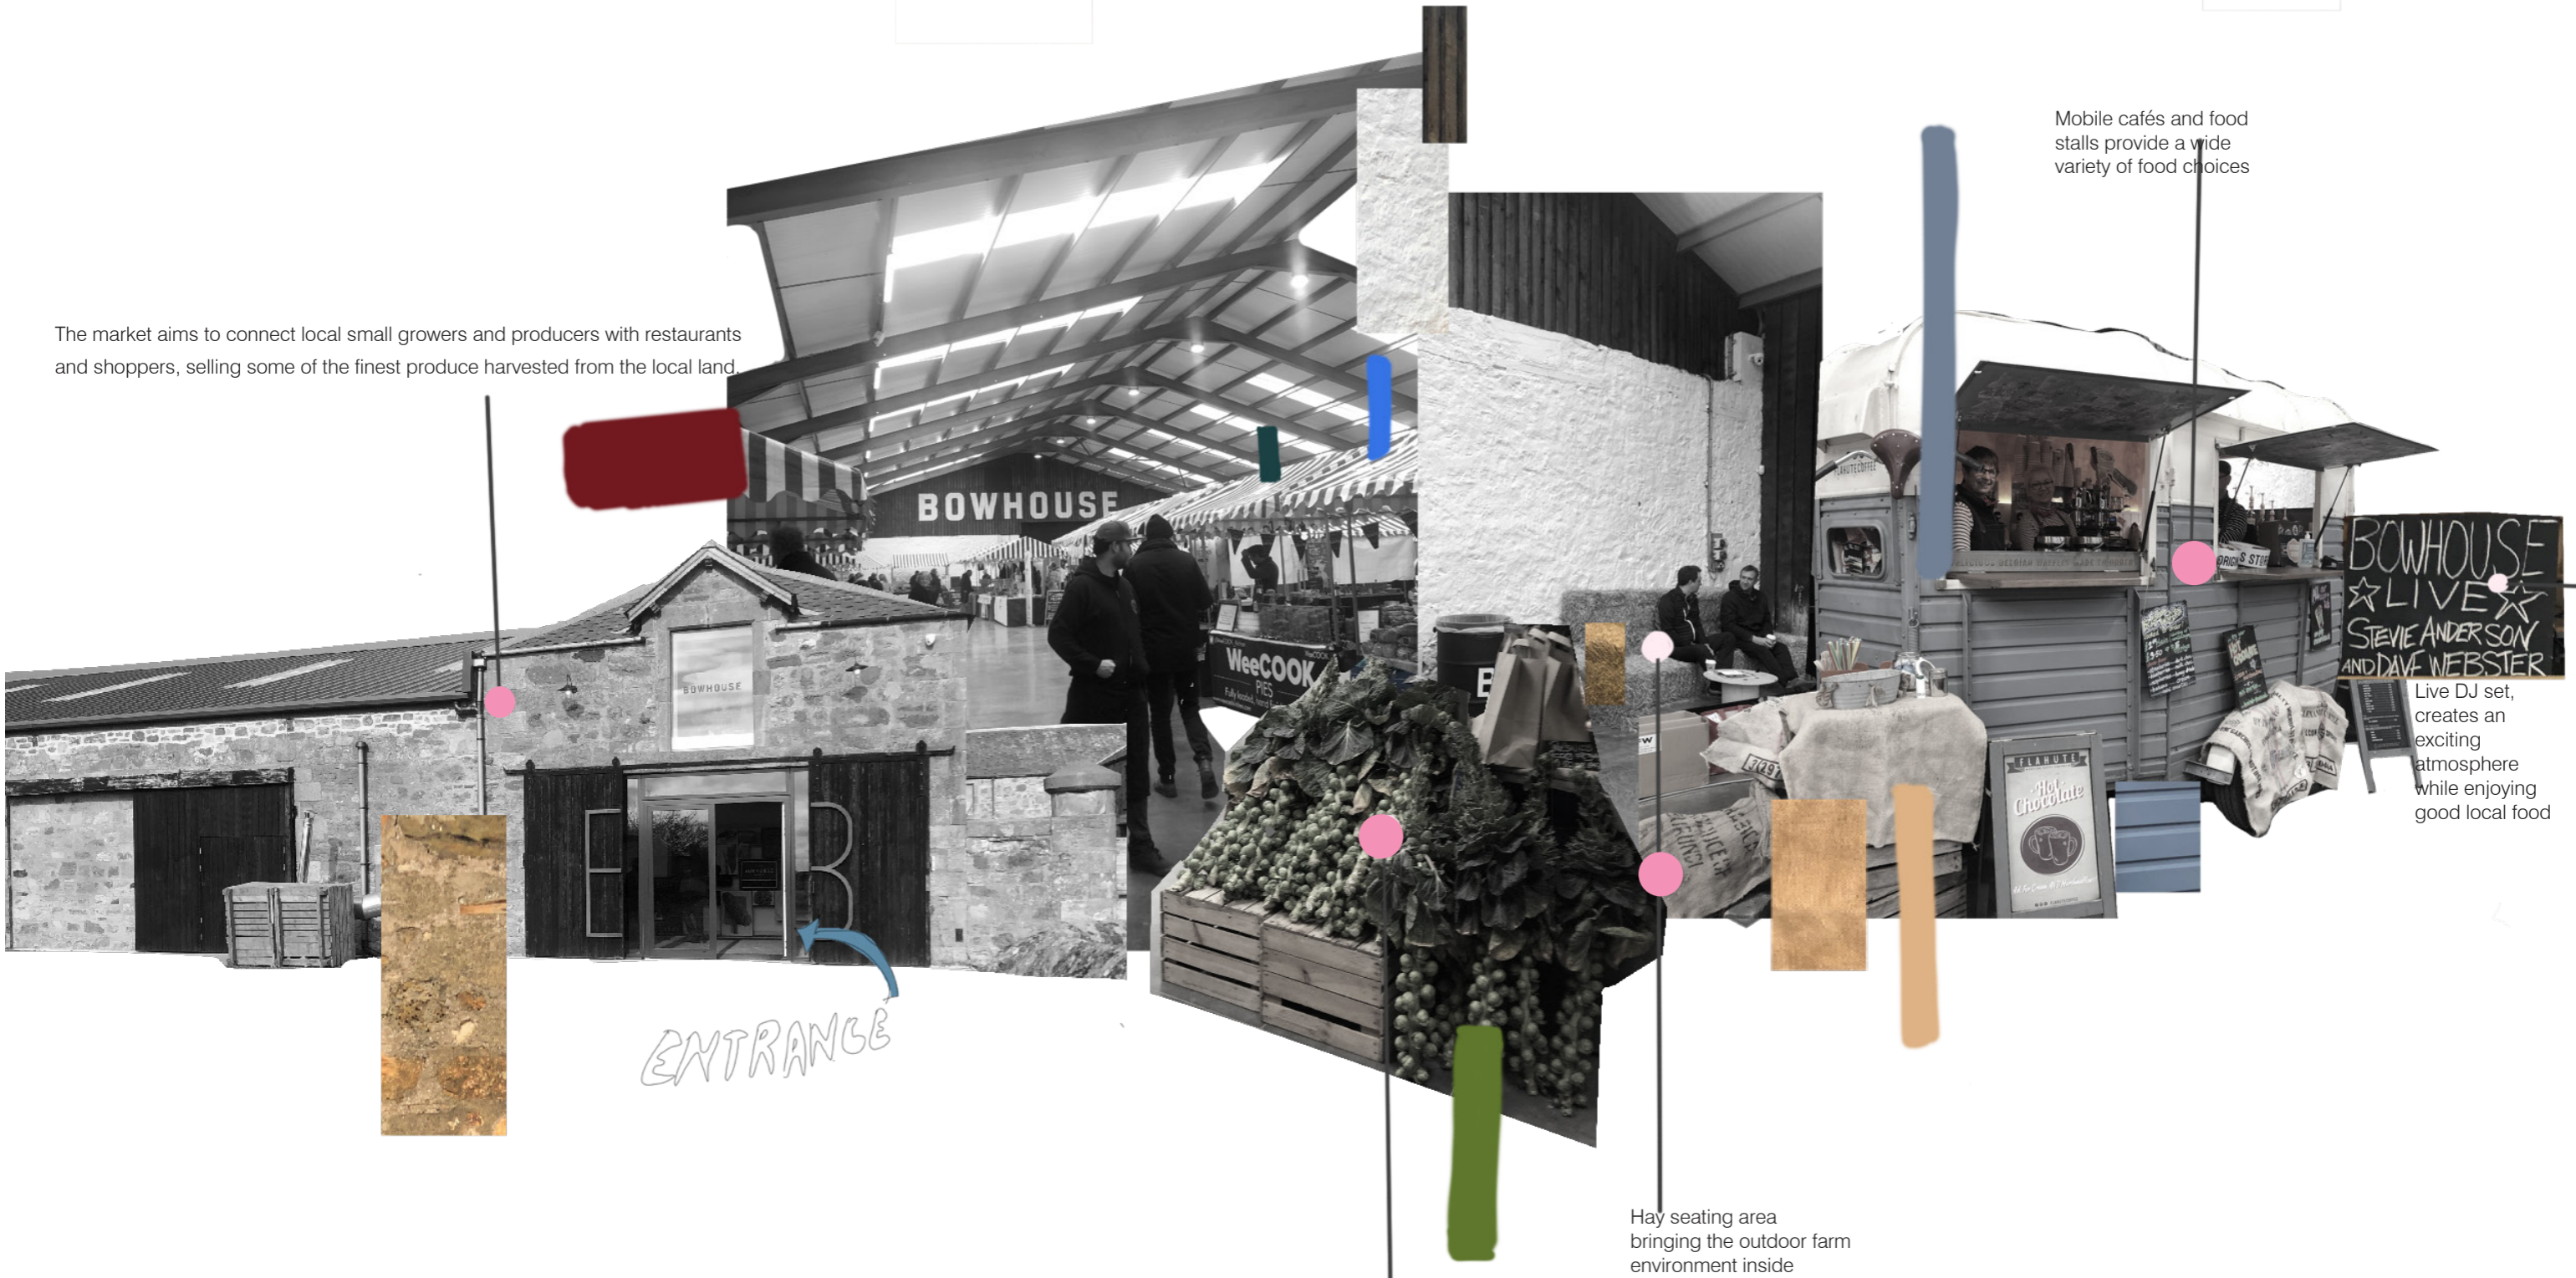 Mobile cafés and food
stalls provide a wide
variety of food choices
The market aims to connect local small growers and producers with restaurants
and shoppers, selling some of the finest produce harvested from the local land.
BOWHOUSE
FLAHUTECOFFEE
BOWHOUSE
LIVE
STEVIE ANDERSON
AND DAVE WEBSTER
WeeCOOK
PIES
BOWHOUSE
E B
B
Live DJ set,
creates an
exciting
atmosphere
while enjoying
good local food
FLAHUTE
Hot
Chocolate
ENTRANCE
Hay seating area
bringing the outdoor farm
environment inside